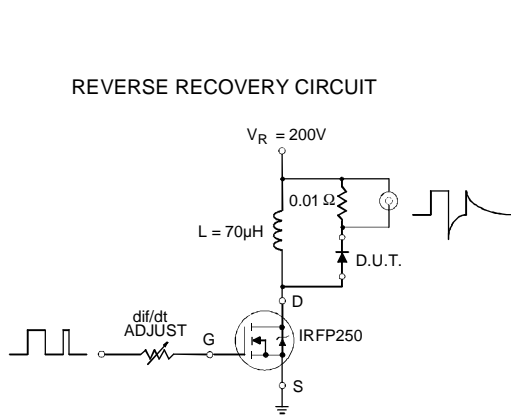 REVERSE RECOVERY CIRCUIT
V_R = 200V
0.01 Ω
L = 70μH
D.U.T.
D
dif/dt
ADJUST
G
IRFP250
S